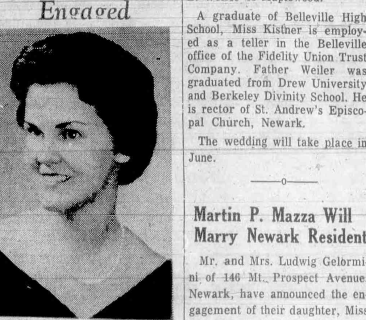 Engaged
A graduate of Belleville High
School, Miss Kistner is employ-
ed as a teller in the Belleville
office of the Fidelity Union Trust
Company. Father Weiler was
graduated from Drew University
and Berkeley Divinity School. He
is rector of St. Andrew's Episco-
pal Church, Newark.
The wedding will take place in
June.
Martin P. Mazza Will
Marry Newark Resident
Mr. and Mrs. Ludwig Gelormi-
ni of 146 Mt. Prospect Avenue
Newark, have announced the en-
gagement of their daughter, Miss